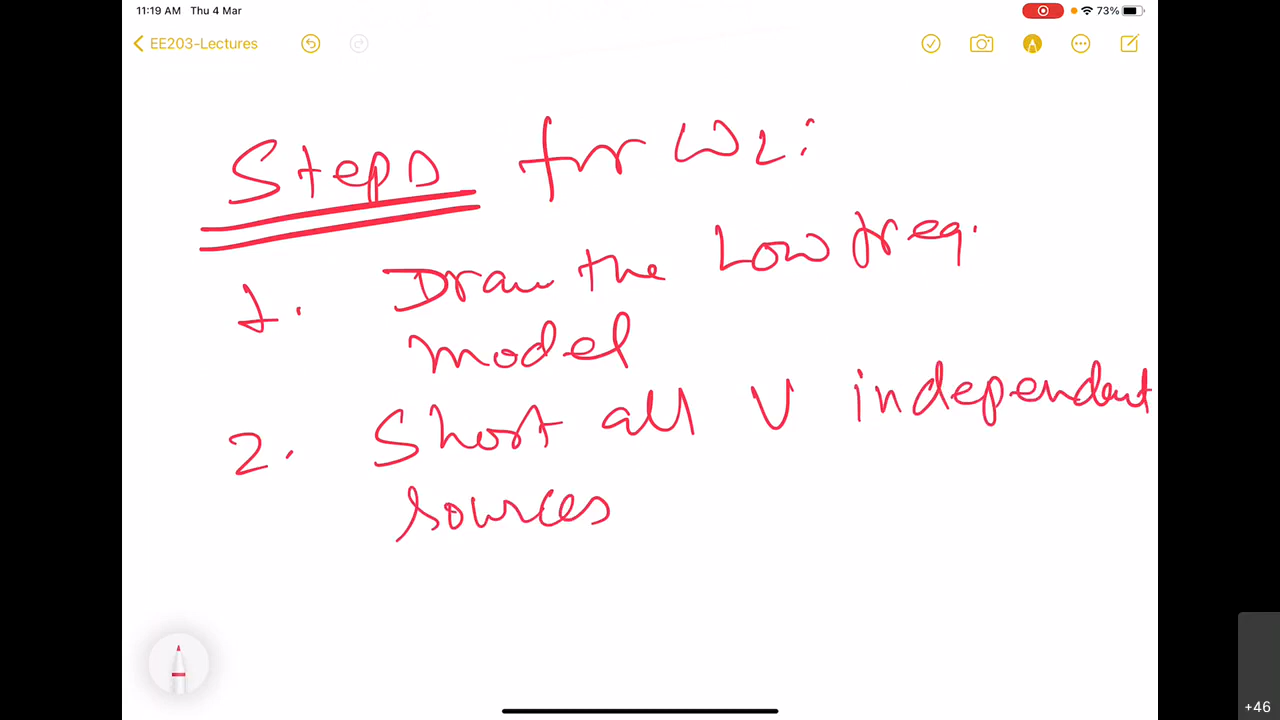 11:19 AM Thu 4 Mar
73%
EE203-Lectures
Steps for WL:
1. Draw the Low freq.
model
2. Short all V independent
sources
+46